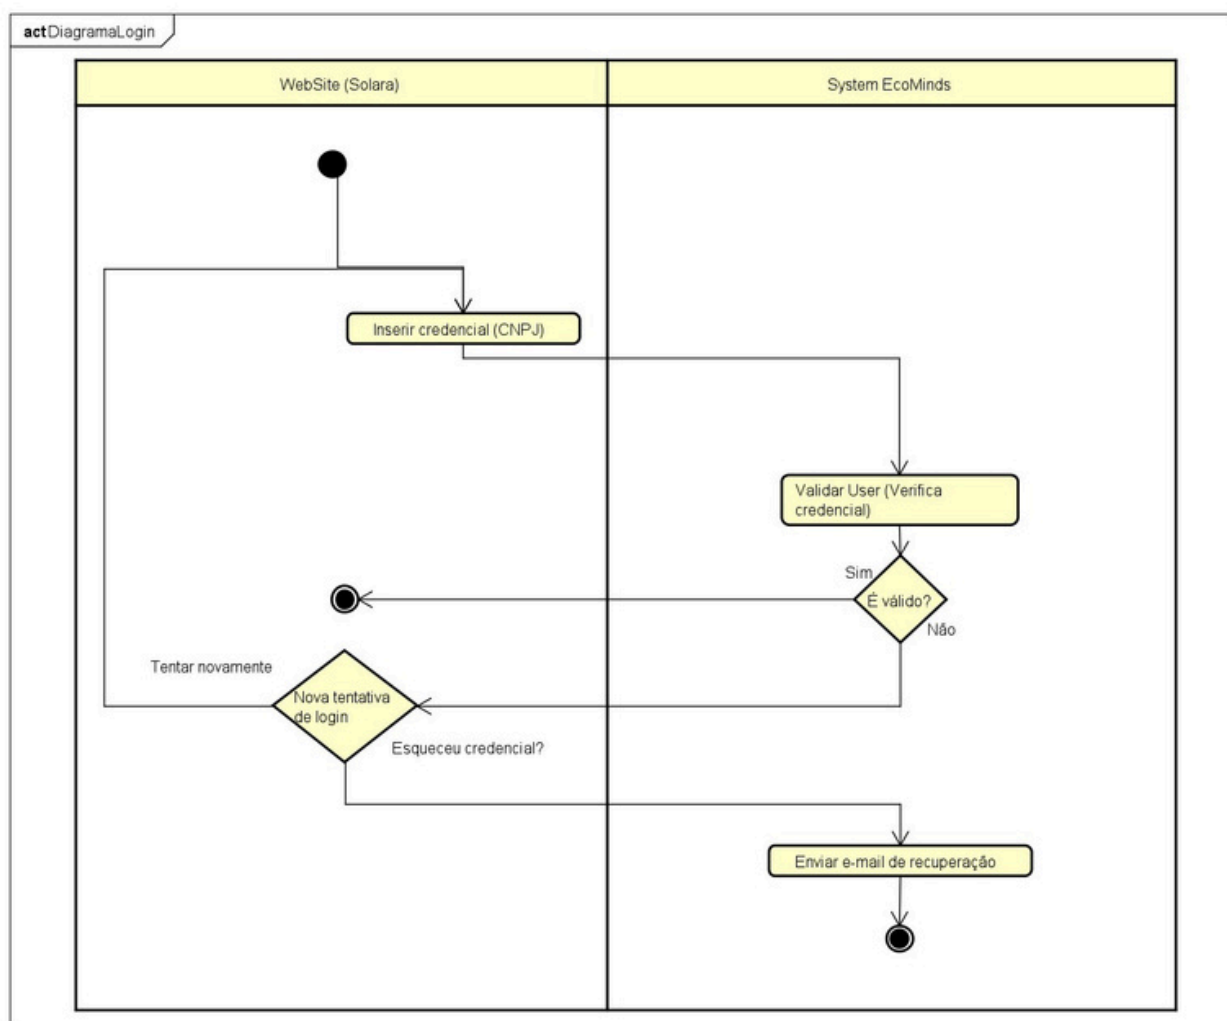 act DiagramaLogin
WebSite (Solara)
System EcoMinds
Inserir credencial (CNPJ)
Validar User (Verifica
credencial)
Sim
É válido?
Não
Tentar novamente
Nova tentativa
de login
Esqueceu credencial?
Enviar e-mail de recuperação